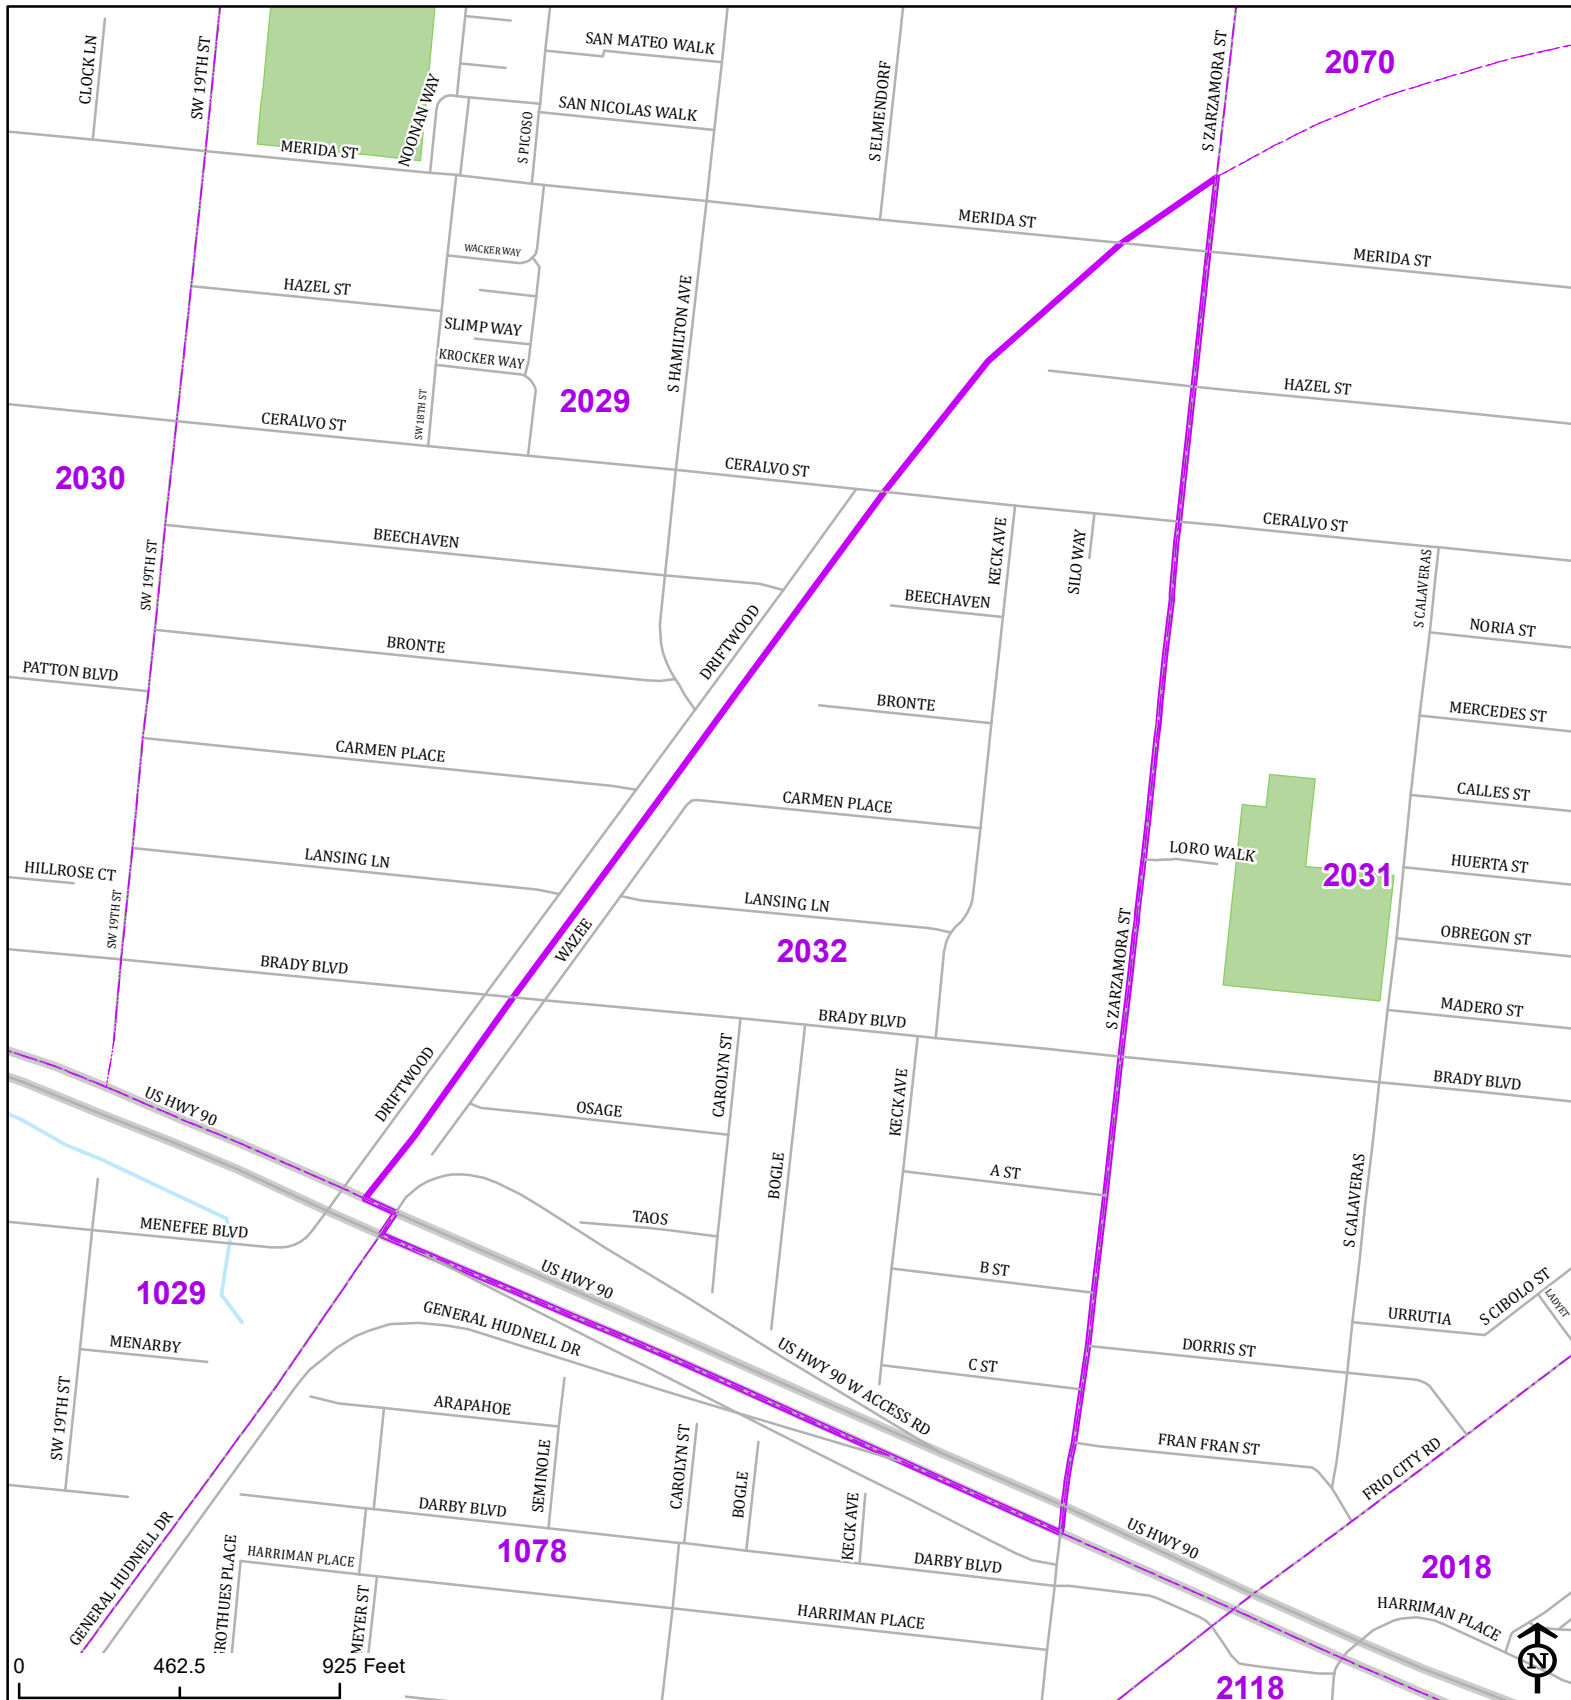 CLOCK LN
SW 19TH ST
NOONAN WAY
SAN MATEO WALK
SAN NICOLAS WALK
S PICOSO
S ELMENDORF
S ZARZAMORA ST
2070
MERIDA ST
MERIDA ST
MERIDA ST
WACKER WAY
HAZEL ST
SLIMP WAY
KROCKER WAY
S HAMILTON AVE
HAZEL ST
SW 18TH ST
2029
CERALVO ST
CERALVO ST
CERALVO ST
2030
BEECHAVEN
KECK AVE
SILO WAY
SW 19TH ST
BEECHAVEN
S CALAVERAS
NORIA ST
DRIFTWOOD
BRONTE
PATTON BLVD
BRONTE
MERCEDES ST
CARMEN PLACE
CARMEN PLACE
CALLES ST
LORO WALK
HUERTA ST
LANSING LN
HILLROSE CT
2031
SW 19TH ST
LANSING LN
WAZEE
2032
OBREGON ST
S ZARZAMORA ST
BRADY BLVD
BRADY BLVD
MADERO ST
BRADY BLVD
DRIFTWOOD
CAROLYN ST
US HWY 90
OSAGE
KECK AVE
BOGLE
A ST
S CALAVERAS
MENEFEE BLVD
TAOS
B ST
US HWY 90
1029
S CIBOLO ST
LADYET
URRUTIA
GENERAL HUDNELL DR
MENARBY
US HWY 90 W ACCESS RD
DORRIS ST
C ST
SW 19TH ST
ARAPAHOE
FRAN FRAN ST
FRIO CITY RD
SEMINOLE
CAROLYN ST
BOGLE
DARBY BLVD
KECK AVE
GENERAL HUDNELL DR
US HWY 90
1078
HARRIMAN PLACE
DARBY BLVD
2018
ROTHUES PLACE
MEYER ST
HARRIMAN PLACE
HARRIMAN PLACE
N
2118
0 462.5 925 Feet